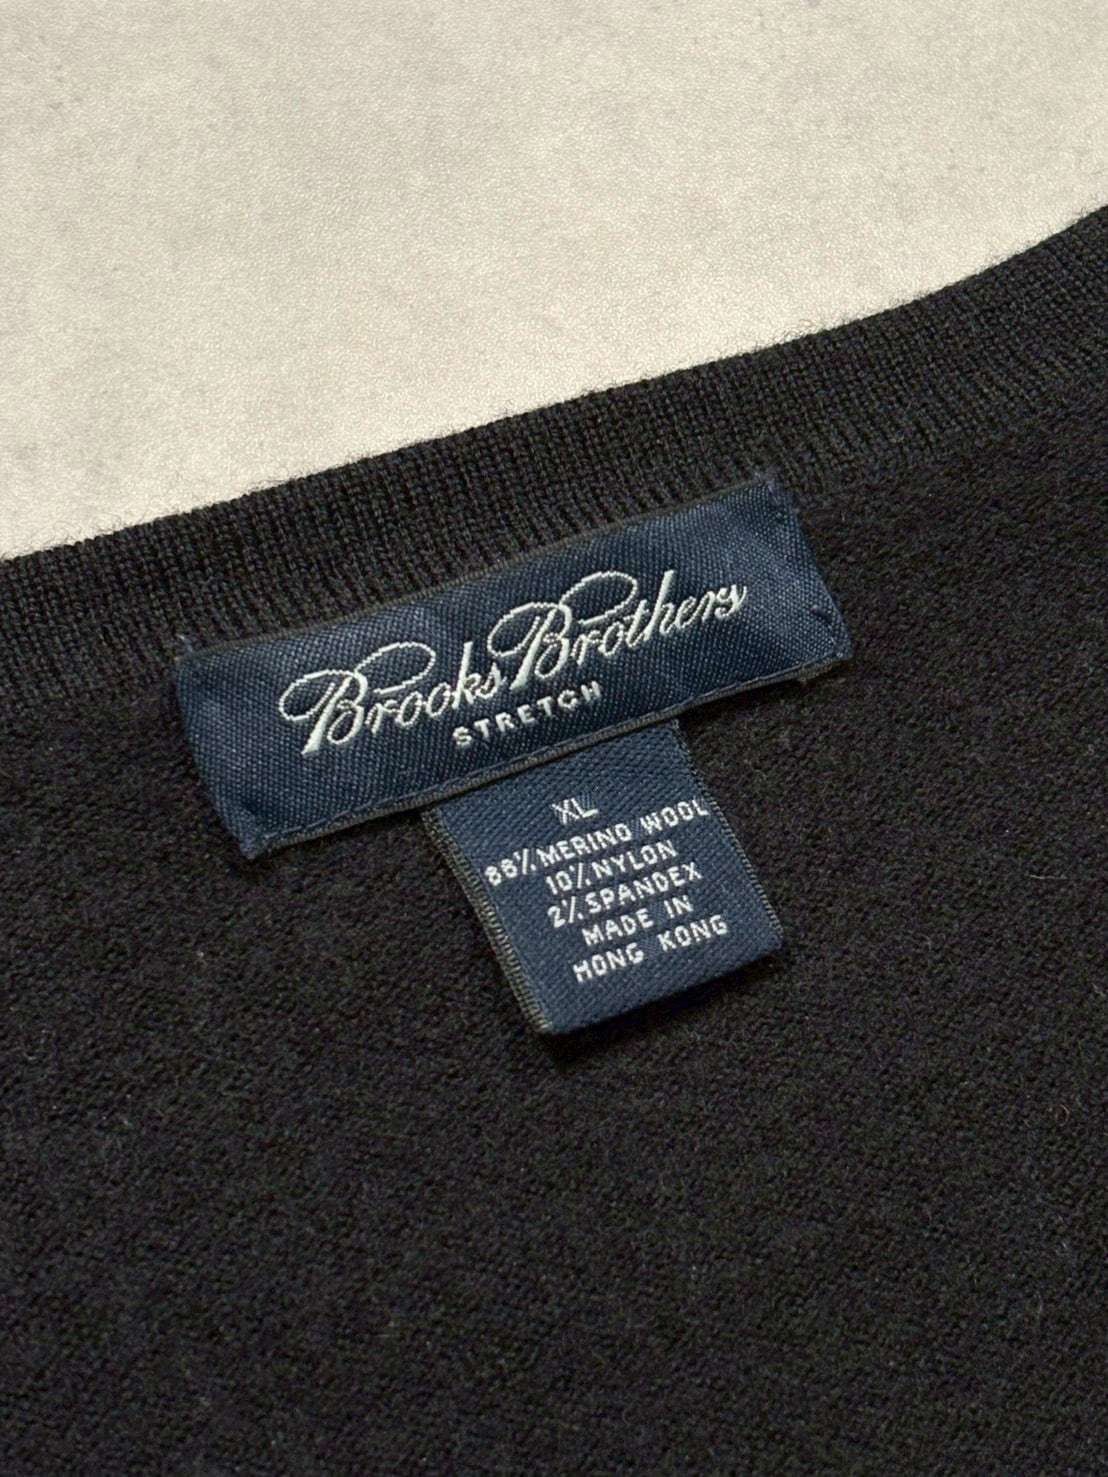 Brooks Brothers
STRETCH
XL
88% MERINO WOOL
10% NYLON
2% SPANDEX
MADE IN
HONG KONG